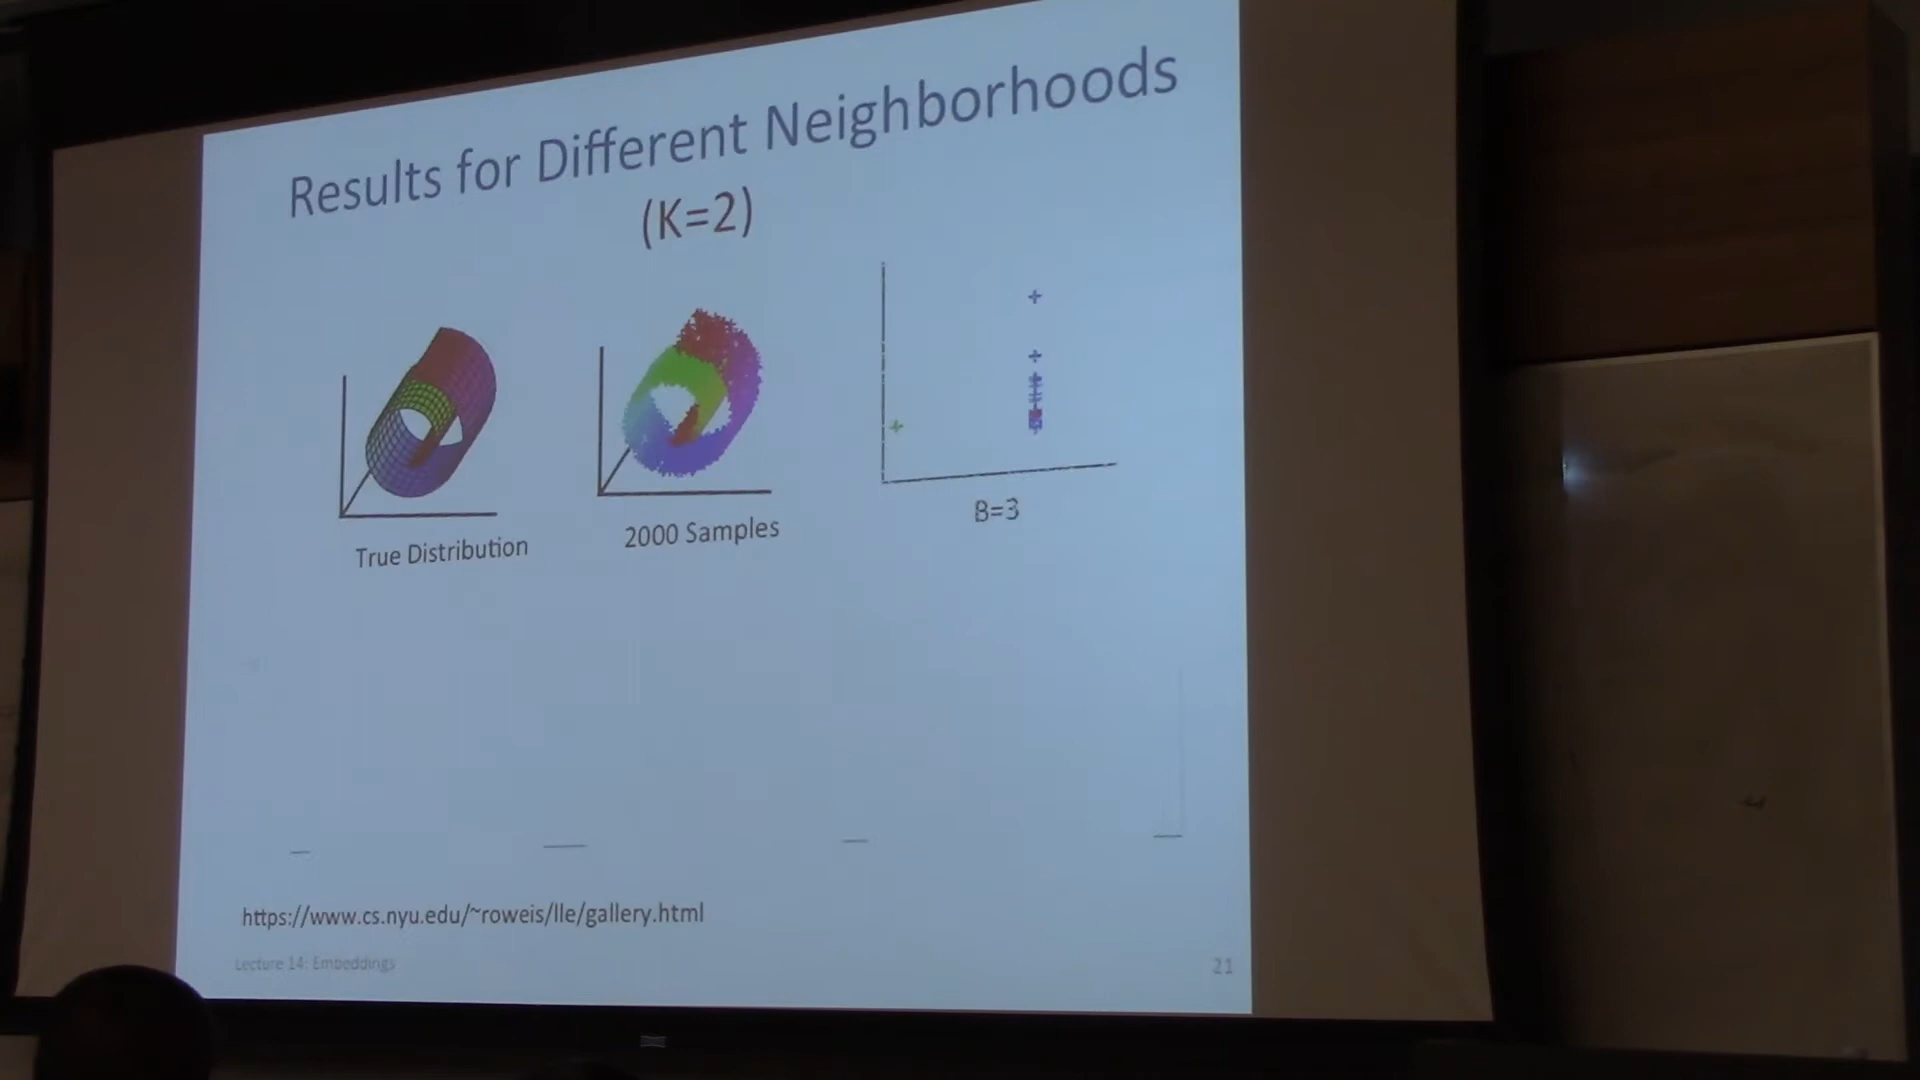 Results for Different Neighborhoods
(K=2)
True Distribution
2000 Samples
B=3
https://www.cs.nyu.edu/~roweis/lle/gallery.html
Lecture 14: Embeddings
21